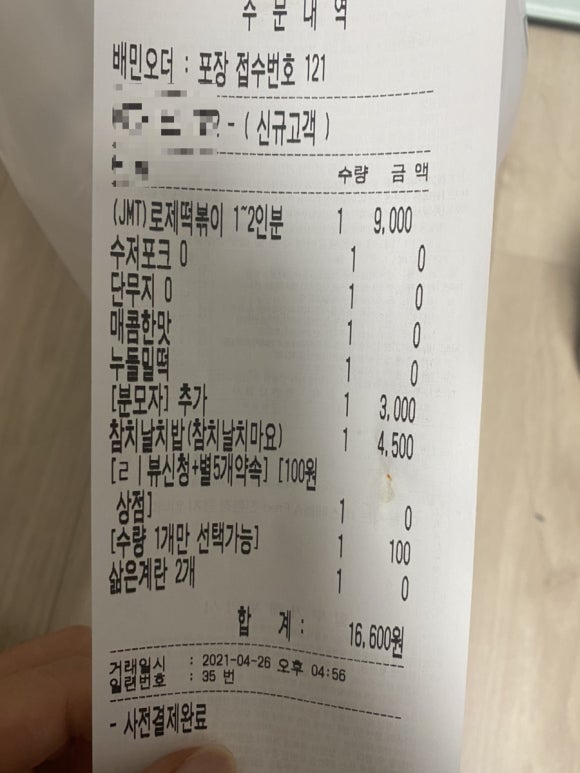 주 문 내 역
배민오더 : 포장 접수번호 121
- ( 신규고객 )
수량 금 액
(JMT)로제떡볶이 1~2인분 1 9,000
수저포크 O 1 0
단무지 O 1 0
매콤한맛 1 0
누들밀떡 1 0
[분모자] 추가 1 3,000
참치날치밥(참치날치마요) 1 4,500
[ㄹㅣ뷰신청+별5개약속] [100원
상점] 1 0
[수량 1개만 선택가능] 1 100
삶은계란 2개 1 0
합 계 : 16,600원
거래일시 : 2021-04-26 오후 04:56
일련번호 : 35 번
- 사전결제완료